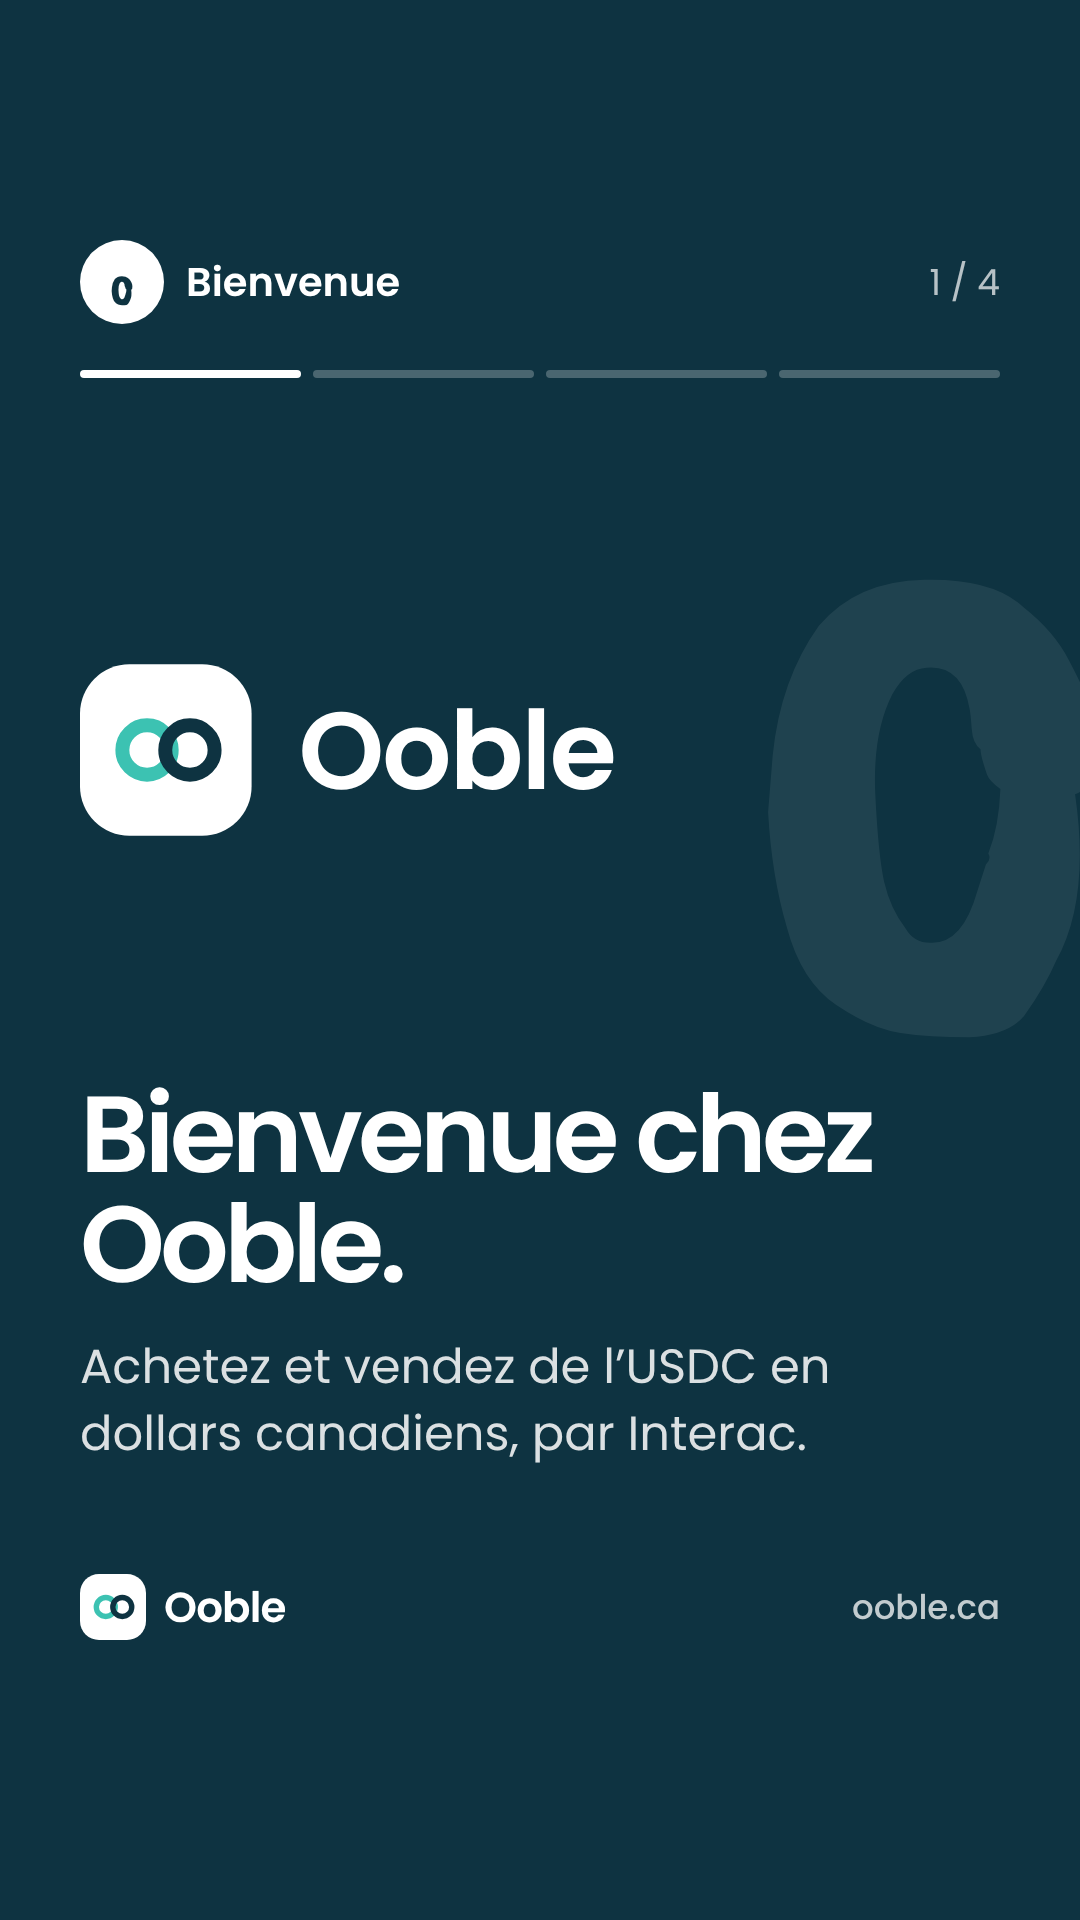 0
Bienvenue
1 / 4
0
Ooble
Bienvenue chez
Ooble.
Achetez et vendez de l’USDC en
dollars canadiens, par Interac.
Ooble
ooble.ca